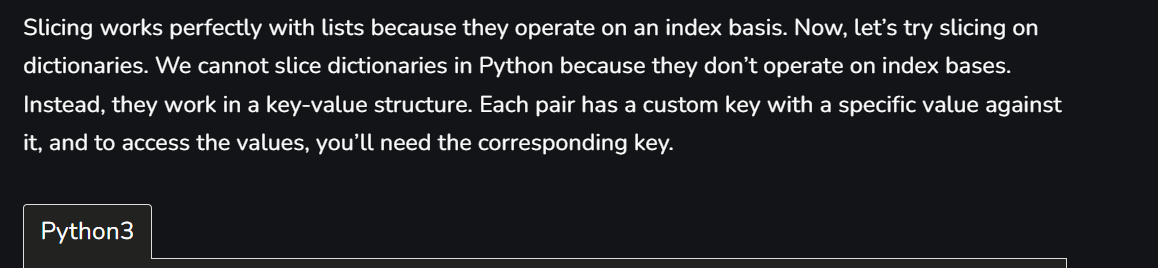 Slicing works perfectly with lists because they operate on an index basis. Now, let’s try slicing on
dictionaries. We cannot slice dictionaries in Python because they don’t operate on index bases.
Instead, they work in a key-value structure. Each pair has a custom key with a specific value against
it, and to access the values, you’ll need the corresponding key.
Python3